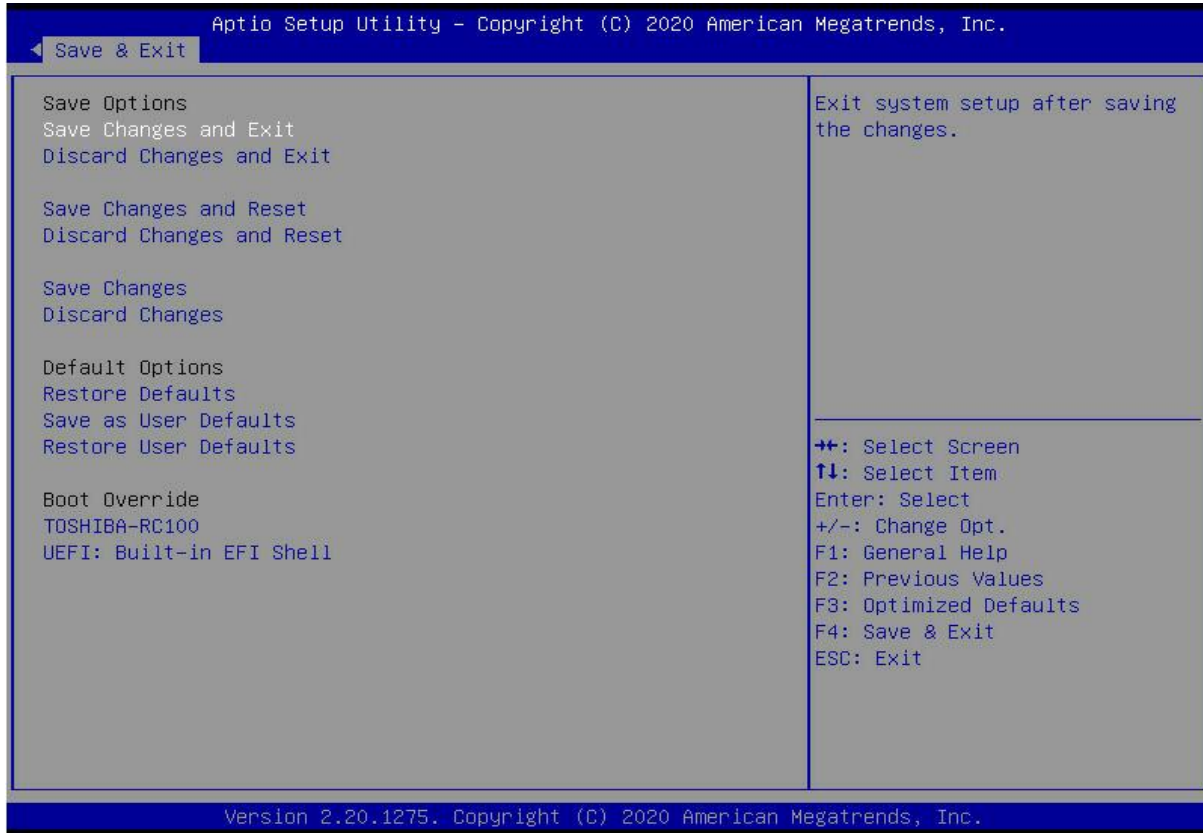 Aptio Setup Utility – Copyright (C) 2020 American Megatrends, Inc.
Save & Exit
Save Options
Save Changes and Exit
Discard Changes and Exit
Save Changes and Reset
Discard Changes and Reset
Save Changes
Discard Changes
Default Options
Restore Defaults
Save as User Defaults
Restore User Defaults
Boot Override
TOSHIBA-RC100
UEFI: Built-in EFI Shell
Exit system setup after saving
the changes.
→←: Select Screen
↑↓: Select Item
Enter: Select
+/-: Change Opt.
F1: General Help
F2: Previous Values
F3: Optimized Defaults
F4: Save & Exit
ESC: Exit
Version 2.20.1275. Copyright (C) 2020 American Megatrends, Inc.